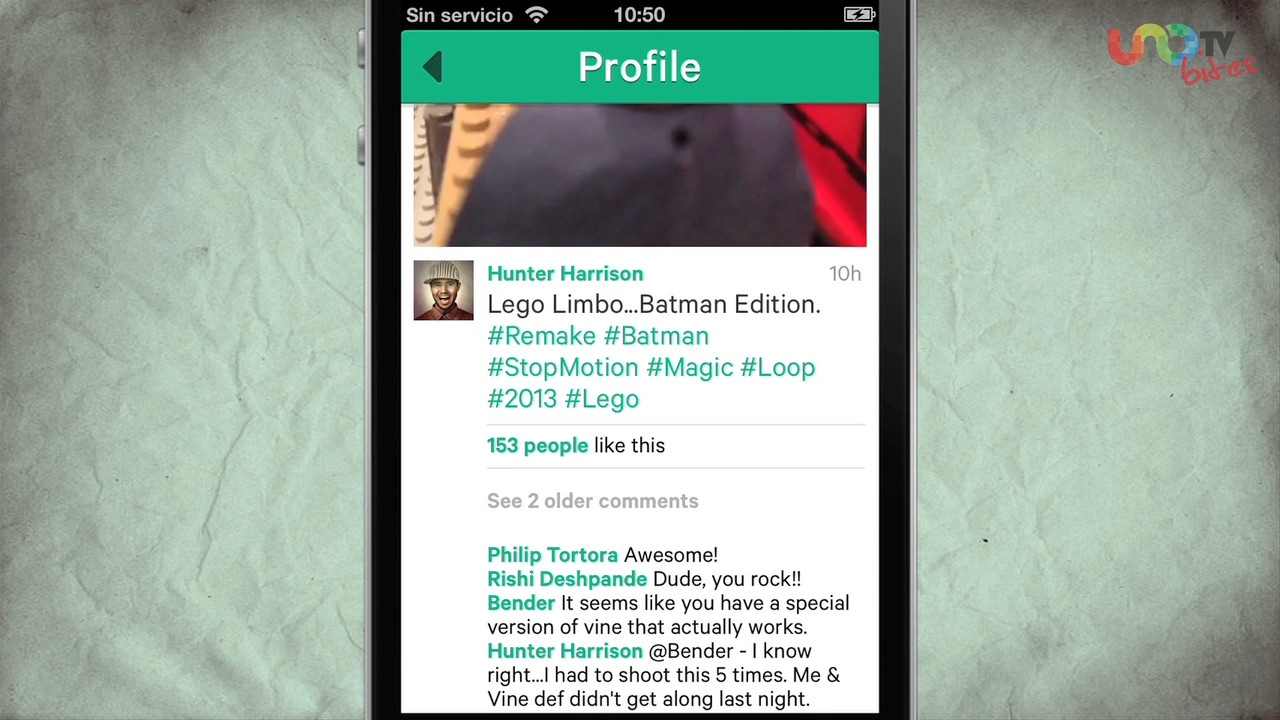 Sin servicio
10:50
unoTV
bites
Profile
Hunter Harrison
10h
Lego Limbo...Batman Edition.
#Remake #Batman
#StopMotion #Magic #Loop
#2013 #Lego
153 people like this
See 2 older comments
Philip Tortora Awesome!
Rishi Deshpande Dude, you rock!!
Bender It seems like you have a special
version of vine that actually works.
Hunter Harrison @Bender - I know
right...I had to shoot this 5 times. Me &
Vine def didn't get along last night.